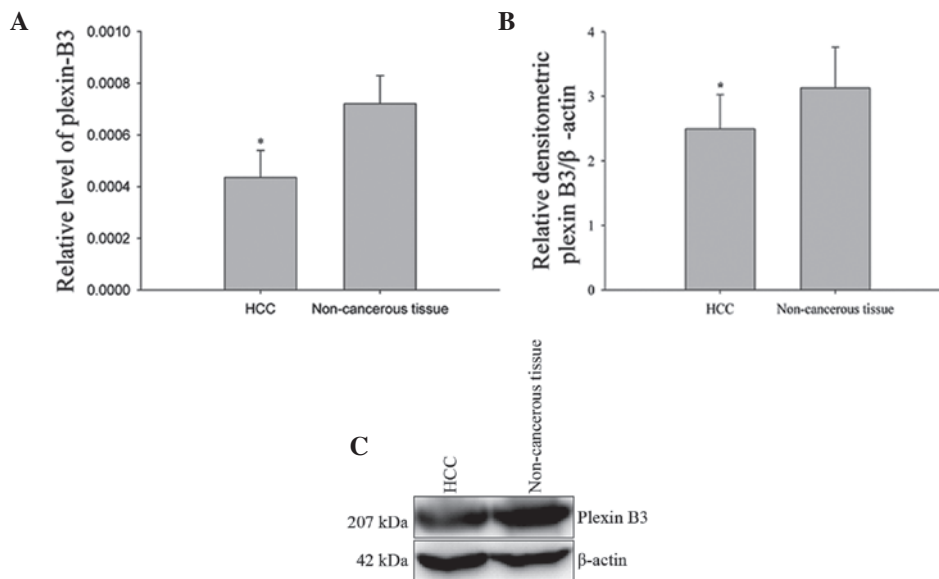 A
Relative level of plexin-B3
0.0010
0.0008
0.0006
0.0004
0.0002
0.0000
*
HCC
Non-cancerous tissue
B
Relative densitometric
plexin B3/β -actin
4
3
2
1
0
*
HCC
Non-cancerous tissue
C
HCC
Non-cancerous tissue
207 kDa
Plexin B3
42 kDa
β-actin